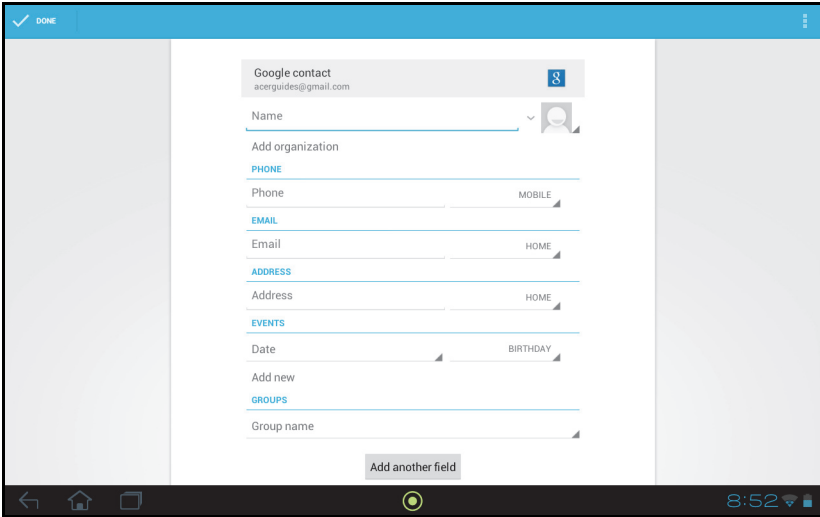 DONE
Google contact
acerguides@gmail.com
8
Name
Add organization
PHONE
Phone MOBILE
EMAIL
Email HOME
ADDRESS
Address HOME
EVENTS
Date BIRTHDAY
Add new
GROUPS
Group name
Add another field
8:52